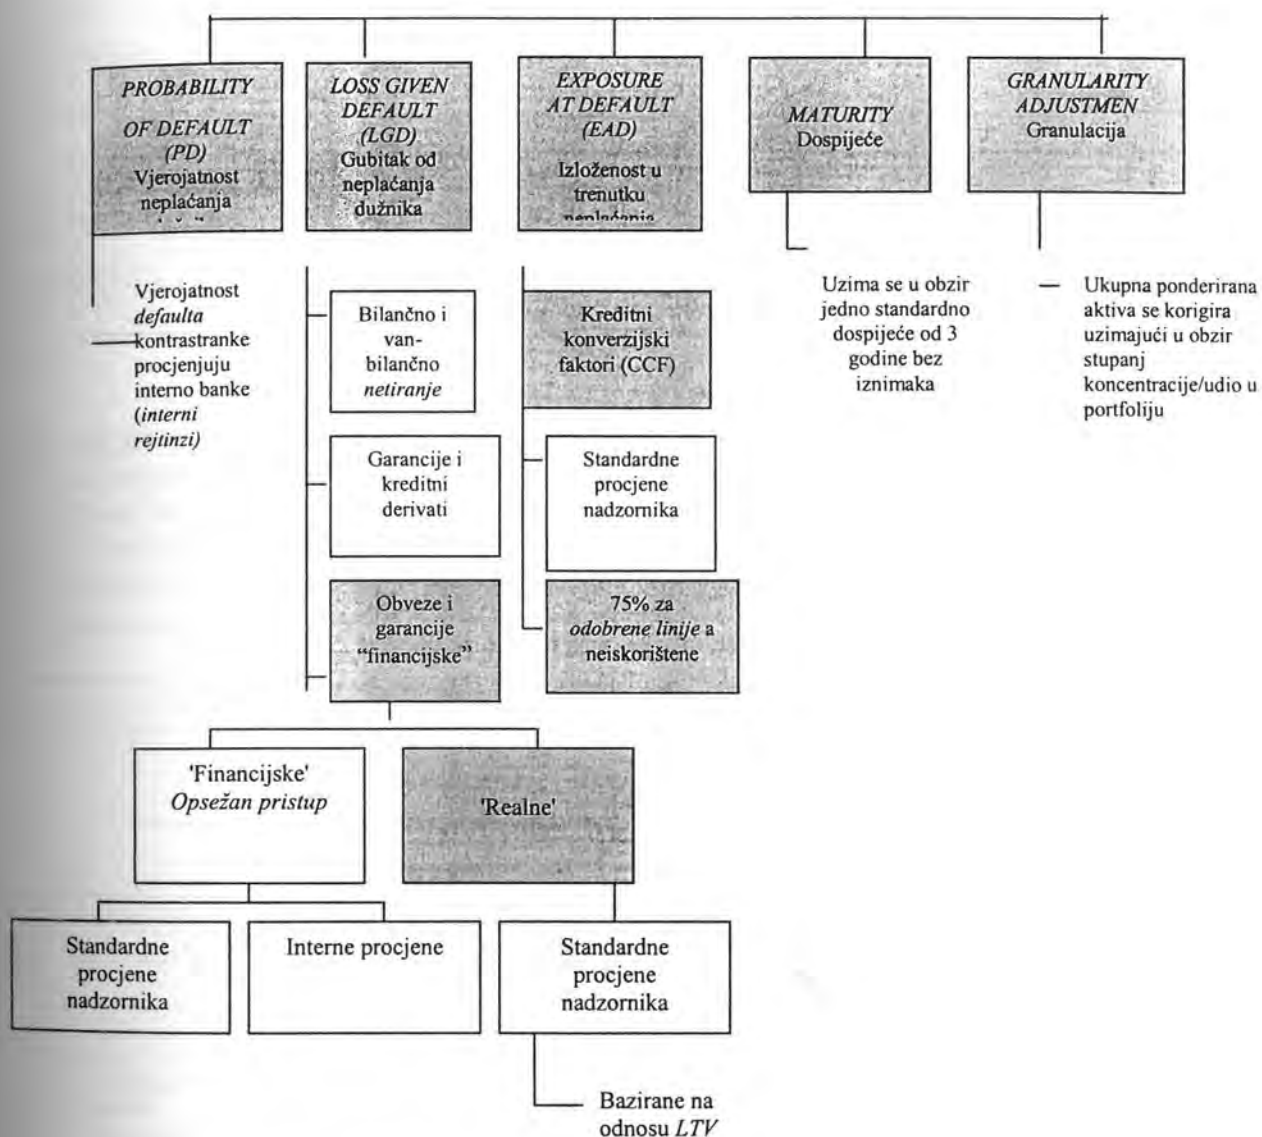 PROBABILITY
OF DEFAULT
(PD)
Vjerojatnost
neplaćanja
LOSS GIVEN
DEFAULT
(LGD)
Gubitak od
neplaćanja
dužnika
EXPOSURE
AT DEFAULT
(EAD)
Izloženost u
trenutku
neplaćanja
MATURITY
Dospijeće
GRANULARITY
ADJUSTMEN
Granulacija
Vjerojatnost
defaulta
kontrastranke
procjenjuju
interno banke
(interni
rejtinzi)
Bilančno i
van-
bilančno
netiranje
Kreditni
konverzijski
faktori (CCF)
Uzima se u obzir
jedno standardno
dospijeće od 3
godine bez
iznimaka
Ukupna ponderirana
aktiva se korigira
uzimajući u obzir
stupanj
koncentracije/udio u
portfoliju
Garancije i
kreditni
derivati
Standardne
procjene
nadzornika
Obveze i
garancije
“financijske”
75% za
odobrene linije a
neiskorištene
'Financijske'
Opsežan pristup
'Realne'
Standardne
procjene
nadzornika
Interne procjene
Standardne
procjene
nadzornika
Bazirane na
odnosu LTV